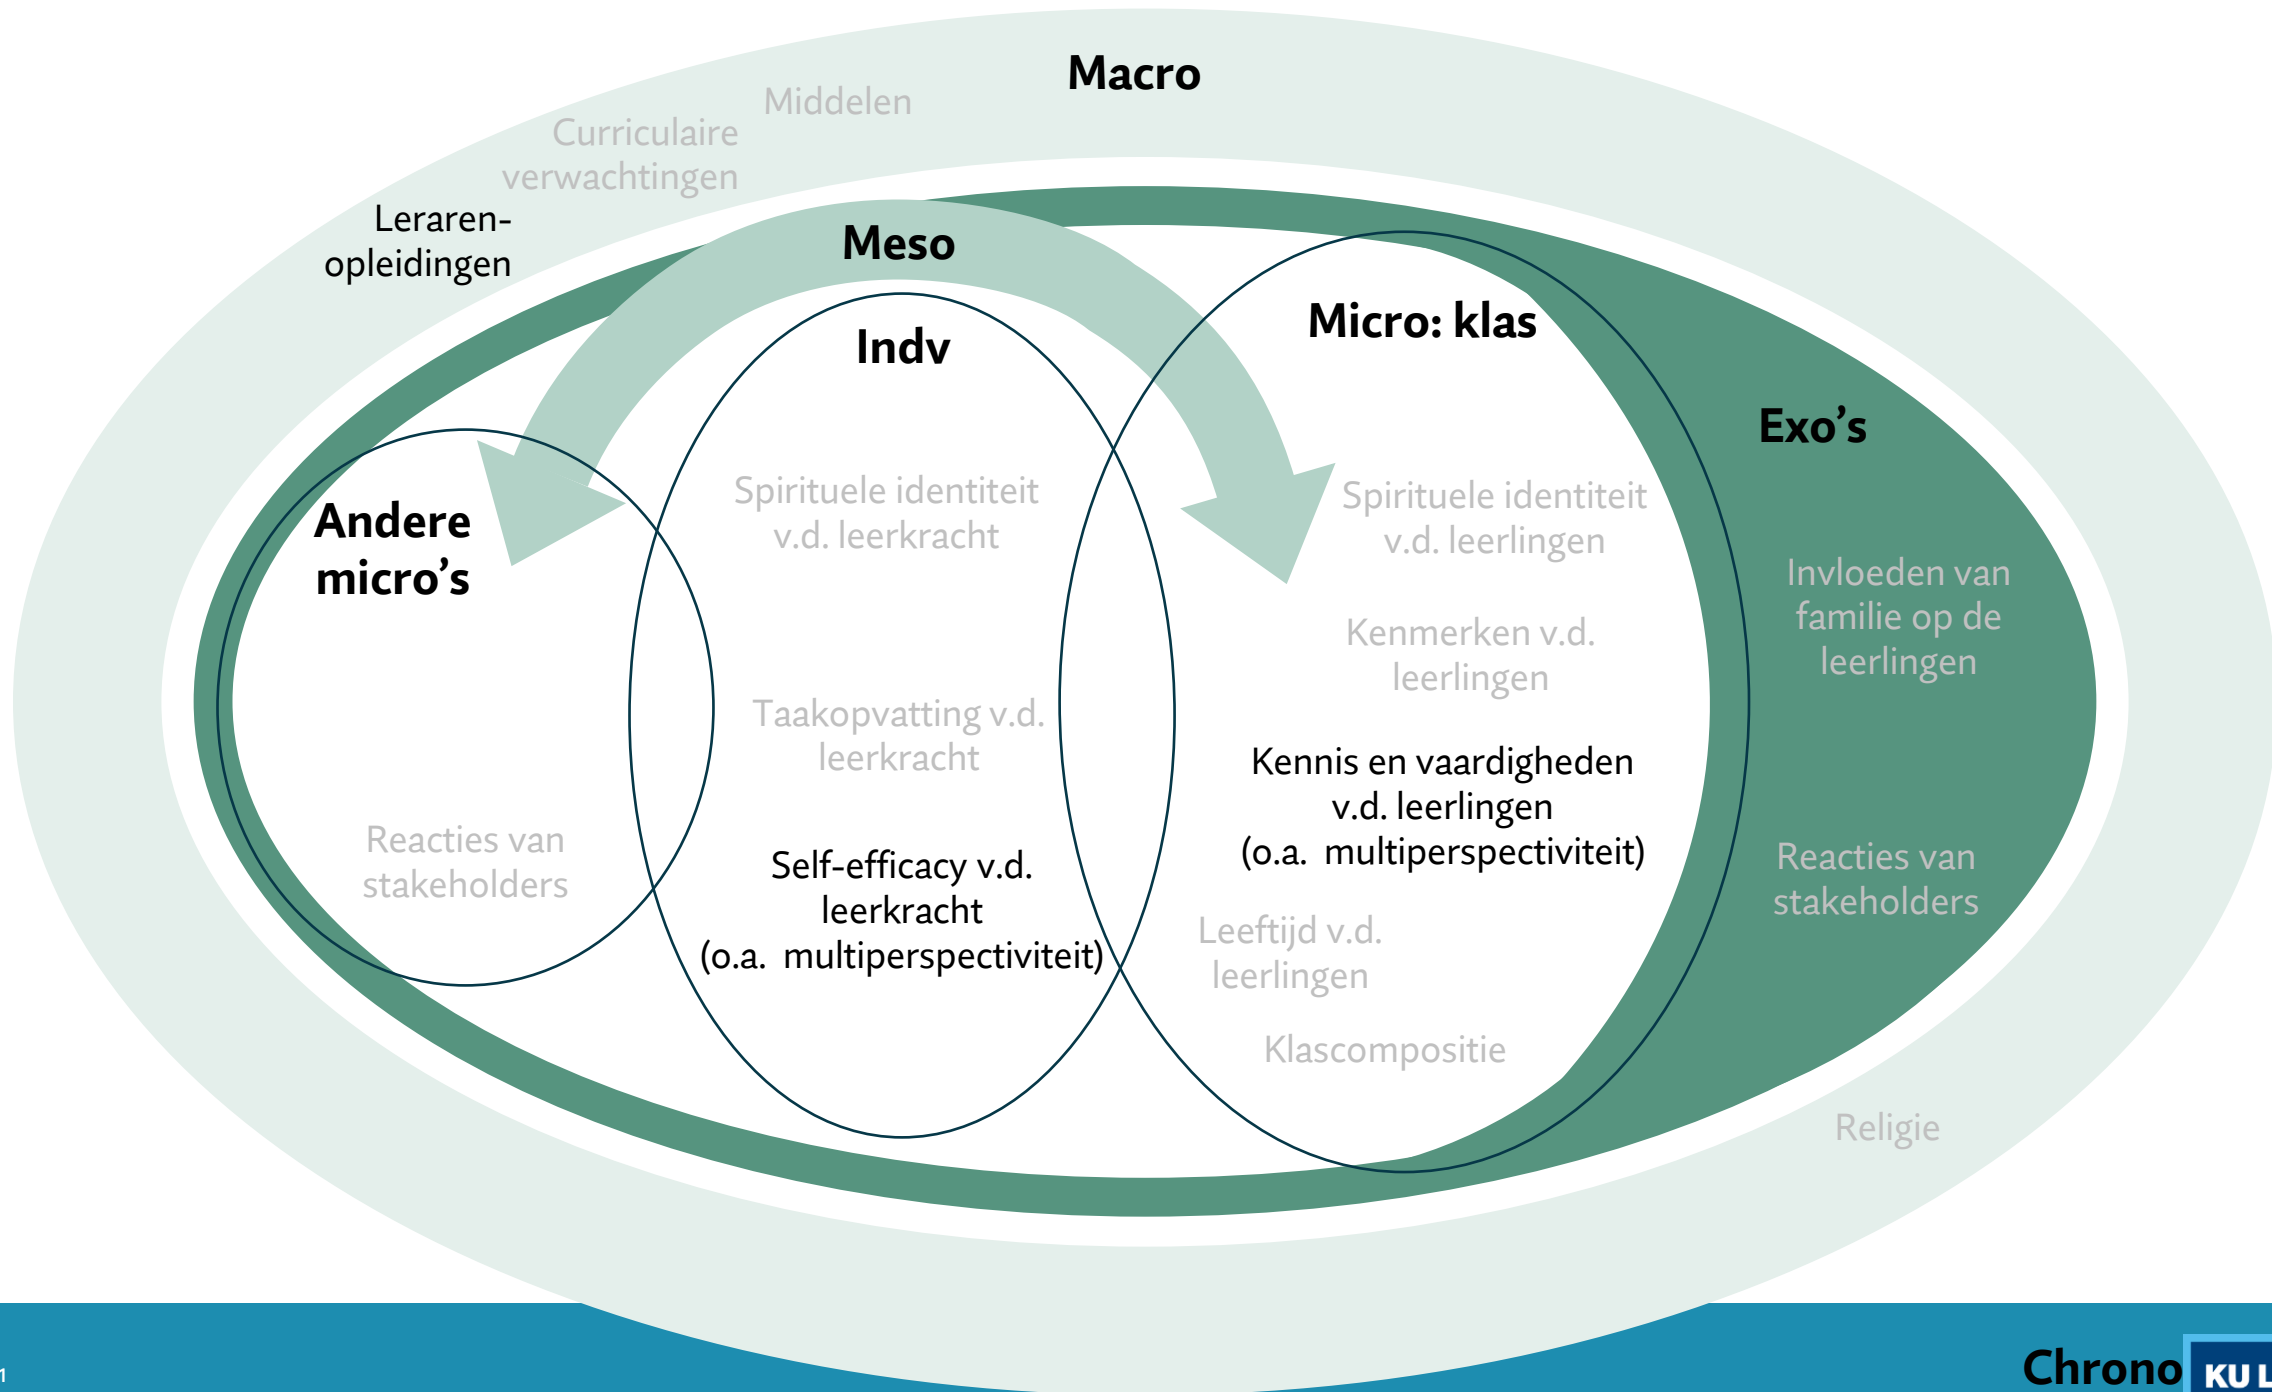 Macro
Middelen
Curriculaire
verwachtingen
Leraren-
opleidingen
Meso
Indv
Micro: klas
Exo's
Andere
micro's
Spirituele identiteit
v.d. leerkracht
Spirituele identiteit
v.d. leerlingen
Invloeden van
familie op de
leerlingen
Kenmerken v.d.
leerlingen
Taakopvatting v.d.
leerkracht
Kennis en vaardigheden
v.d. leerlingen
(o.a. multiperspectiviteit)
Reacties van
stakeholders
Self-efficacy v.d.
leerkracht
(o.a. multiperspectiviteit)
Reacties van
stakeholders
Leeftijd v.d.
leerlingen
Klascompositie
Religie
Chrono
KU L
1